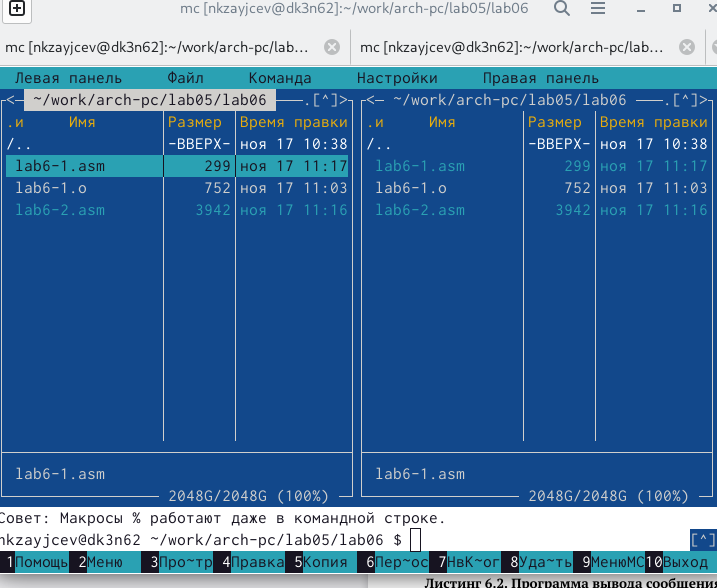 mc [nkzayjcev@dk3n62]:~/work/arch-pc/lab05/lab06
mc [nkzayjcev@dk3n62]:~/work/arch-pc/lab... mc [nkzayjcev@dk3n62]:~/work/arch-pc/lab...
Левая панель Файл Команда Настройки Правая панель
<─ ~/work/arch-pc/lab05/lab06 ──.[^]> <─ ~/work/arch-pc/lab05/lab06 ──.[^]>
.и Имя Размер Время правки .и Имя Размер Время правки
/.. -ВВЕРХ- ноя 17 10:38 /.. -ВВЕРХ- ноя 17 10:38
lab6-1.asm 299 ноя 17 11:17 lab6-1.asm 299 ноя 17 11:17
lab6-1.o 752 ноя 17 11:03 lab6-1.o 752 ноя 17 11:03
lab6-2.asm 3942 ноя 17 11:16 lab6-2.asm 3942 ноя 17 11:16
lab6-1.asm lab6-1.asm
2048G/2048G (100%) 2048G/2048G (100%)
Совет: Макросы % работают даже в командной строке.
nkzayjcev@dk3n62 ~/work/arch-pc/lab05/lab06 $ [^]
1Помощь 2Меню 3Про~тр 4Правка 5Копия 6Пер~ос 7НвК~ог 8Уда~ть 9МенюМС 10Выход
Листинг 6.2. Программа вывода сообщения